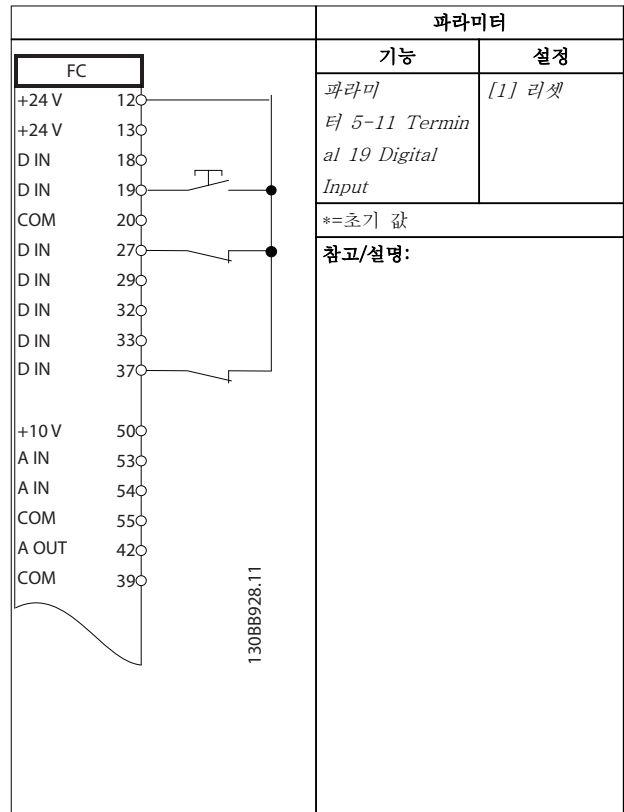 파라미터
기능 설정
파라미
터 5-11 Termin
al 19 Digital
Input
[1] 리셋
*=초기 값
참고/설명:
FC
+24 V 12
+24 V 13
D IN 18
D IN 19
COM 20
D IN 27
D IN 29
D IN 32
D IN 33
D IN 37
+10 V 50
A IN 53
A IN 54
COM 55
A OUT 42
COM 39
130BB928.11